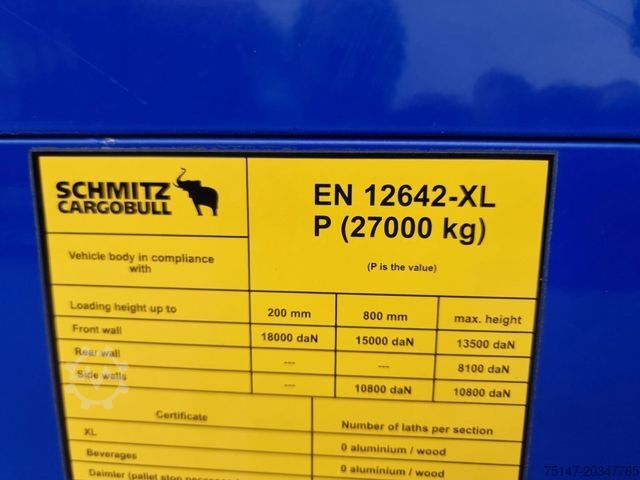 SCHMITZ
CARGOBULL
EN 12642-XL
P (27000 kg)
Vehicle body in compliance
with
(P is the value)
Loading height up to 200 mm 800 mm max. height
Front wall 18000 daN 15000 daN 13500 daN
Rear wall --- --- 8100 daN
Side walls --- 10800 daN 10800 daN
Certificate Number of laths per section
XL 0 aluminium / wood
Beverages 0 aluminium / wood
Daimler (pallet stop
75147-20347765